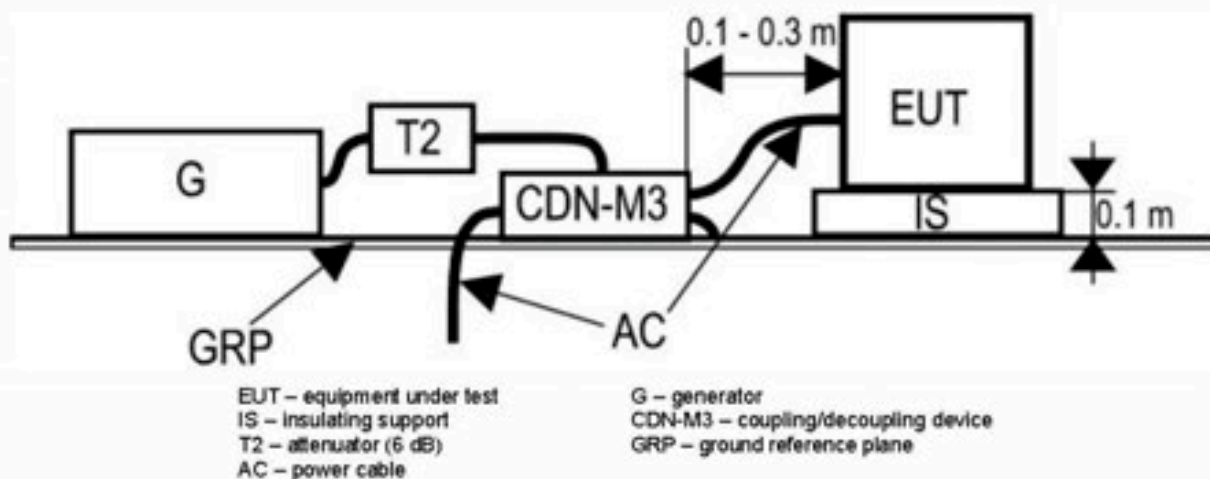 0.1 - 0.3 m
EUT
T2
G
CDN-M3
IS
0.1 m
GRP
AC
EUT – equipment under test
IS – insulating support
T2 – attenuator (6 dB)
AC – power cable
G – generator
CDN-M3 – coupling/decoupling device
GRP – ground reference plane